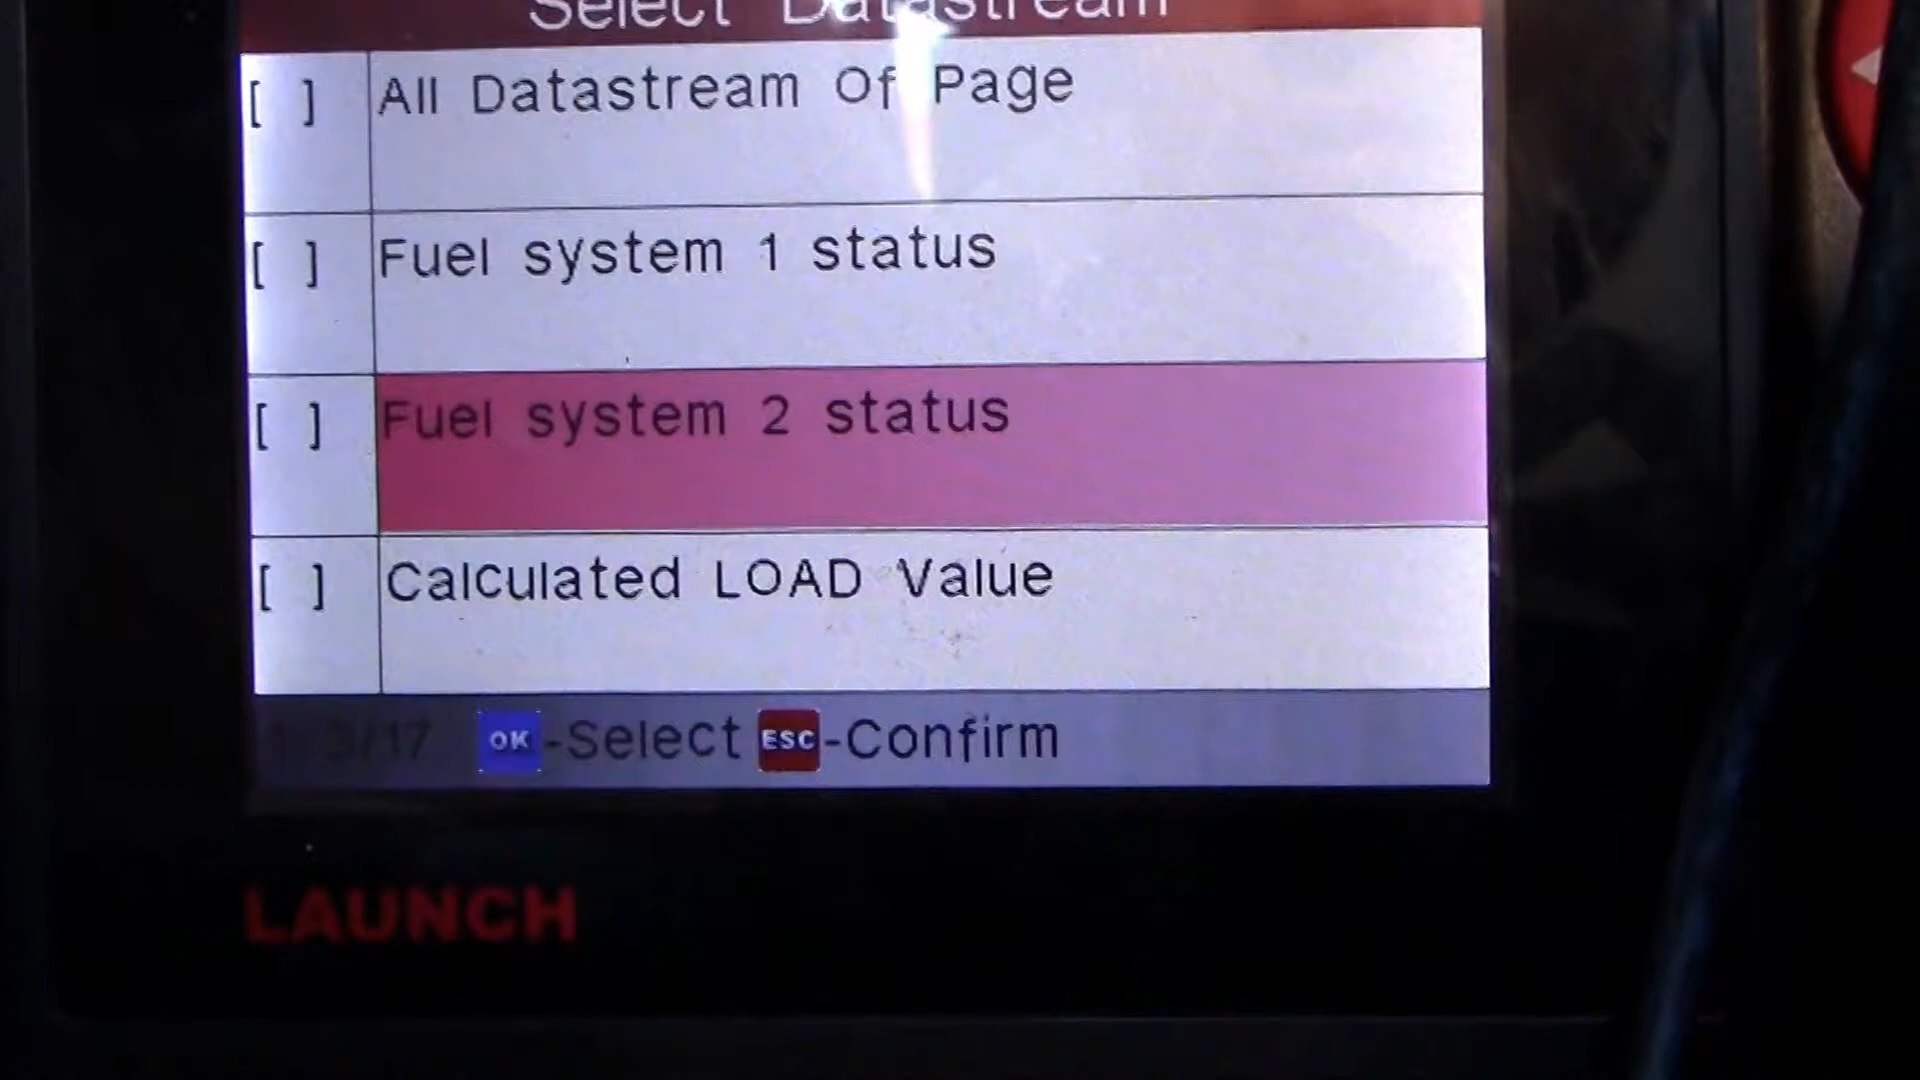 Select Datastream
[ ] All Datastream Of Page
[ ] Fuel system 1 status
[ ] Fuel system 2 status
[ ] Calculated LOAD Value
3/17 OK -Select ESC -Confirm
LAUNCH